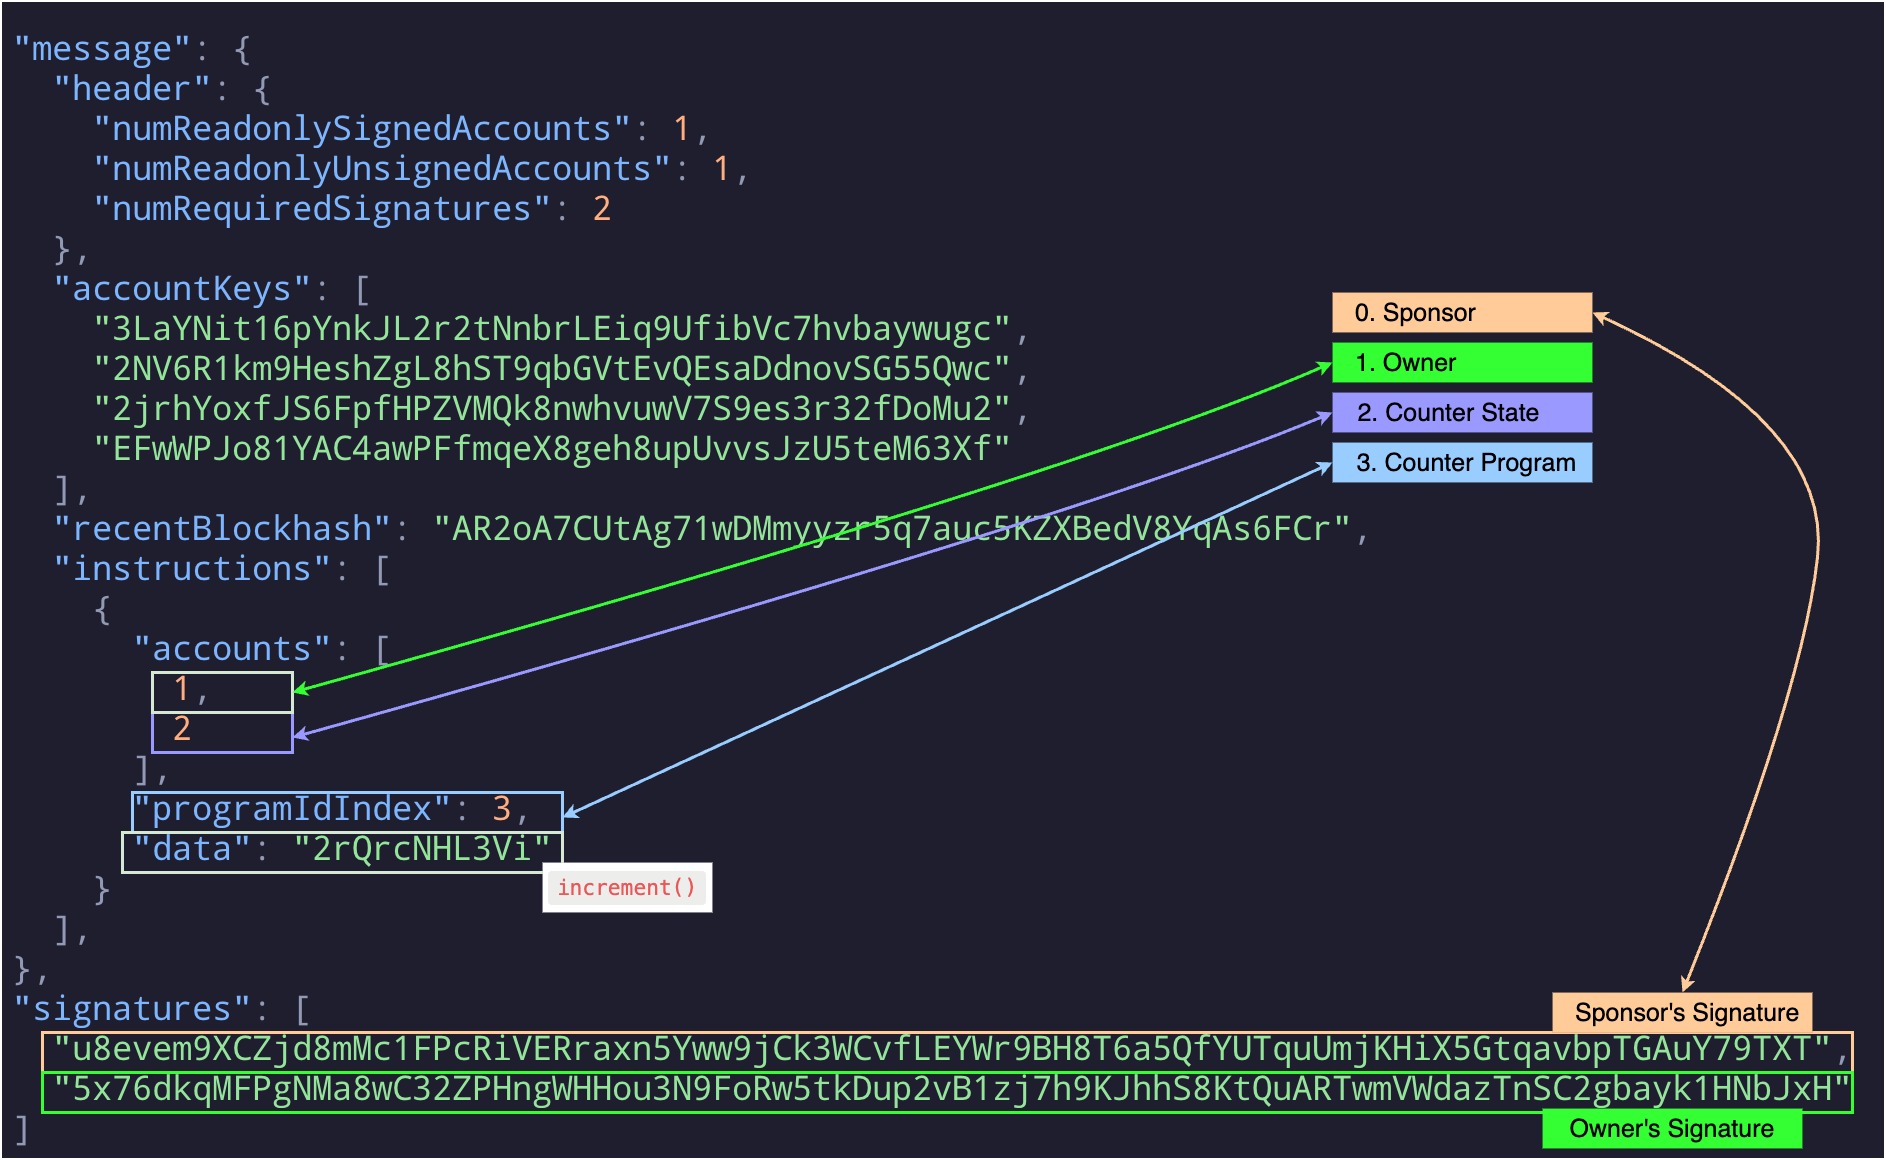 "message": {
"header": {
"numReadonlySignedAccounts": 1,
"numReadonlyUnsignedAccounts": 1,
"numRequiredSignatures": 2
},
"accountKeys": [
"3LaYNit16pYnkJL2r2tNnbrLEiq9UfibVc7hvbaywugc",
0. Sponsor
"2NV6R1km9HeshZgL8hST9qbGVtEvQEsaDdnovSG55Qwc",
1. Owner
"2jrhYoxfJS6FpfHPZVMQk8nwhvuwV7S9es3r32fDoMu2",
2. Counter State
"EFwWPJo81YAC4awPFfmqeX8geh8upUvvsJzU5teM63Xf"
3. Counter Program
],
"recentBlockhash": "AR2oA7CUtAg71wDMmyyzr5q7auc5KZXBedV8YqAs6FCr",
"instructions": [
{
"accounts": [
1,
2
],
"programIdIndex": 3,
"data": "2rQrcNHL3Vi"
increment()
}
],
},
"signatures": [
Sponsor's Signature
"u8evem9XCZjd8mMc1FPcRiVERraxn5Yww9jCk3WCvfLEYWr9BH8T6a5QfYUTquUmjKHiX5GtqavbpTGAuY79TXT",
"5x76dkqMFPgNMa8wC32ZPHngWHHou3N9FoRw5tkDup2vB1zj7h9KJhhS8KtQuARTwmVWdazTnSC2gbayk1HNbJxH"
]
Owner's Signature